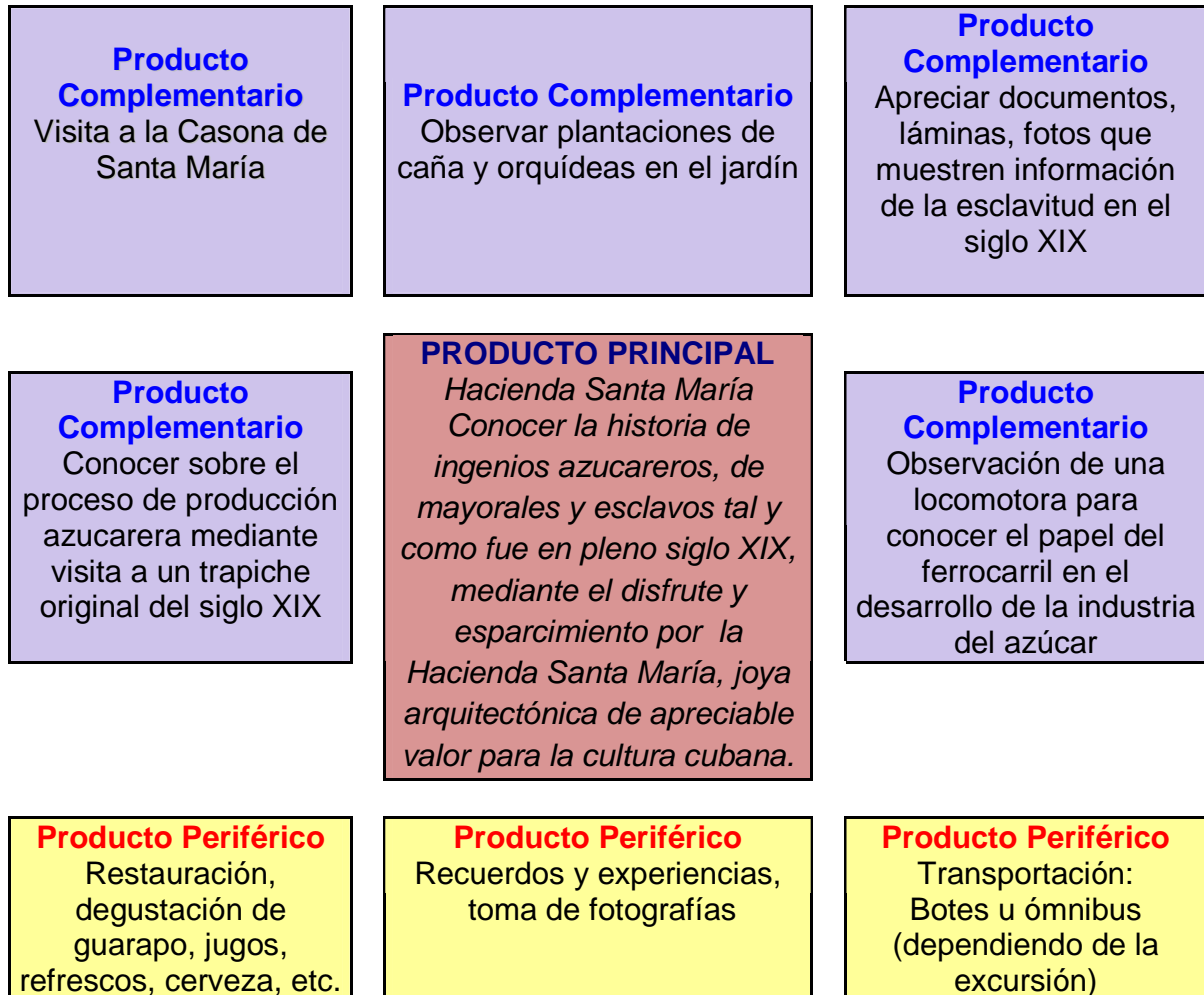 Producto
Complementario
Visita a la Casona de
Santa María
Producto Complementario
Observar plantaciones de
caña y orquídeas en el jardín
Producto
Complementario
Apreciar documentos,
láminas, fotos que
muestren información
de la esclavitud en el
siglo XIX
Producto
Complementario
Conocer sobre el
proceso de producción
azucarera mediante
visita a un trapiche
original del siglo XIX
PRODUCTO PRINCIPAL
Hacienda Santa María
Conocer la historia de
ingenios azucareros, de
mayorales y esclavos tal y
como fue en pleno siglo XIX,
mediante el disfrute y
esparcimiento por la
Hacienda Santa María, joya
arquitectónica de apreciable
valor para la cultura cubana.
Producto
Complementario
Observación de una
locomotora para
conocer el papel del
ferrocarril en el
desarrollo de la industria
del azúcar
Producto Periférico
Restauración,
degustación de
guarapo, jugos,
refrescos, cerveza, etc.
Producto Periférico
Recuerdos y experiencias,
toma de fotografías
Producto Periférico
Transportación:
Botes u ómnibus
(dependiendo de la
excursión)